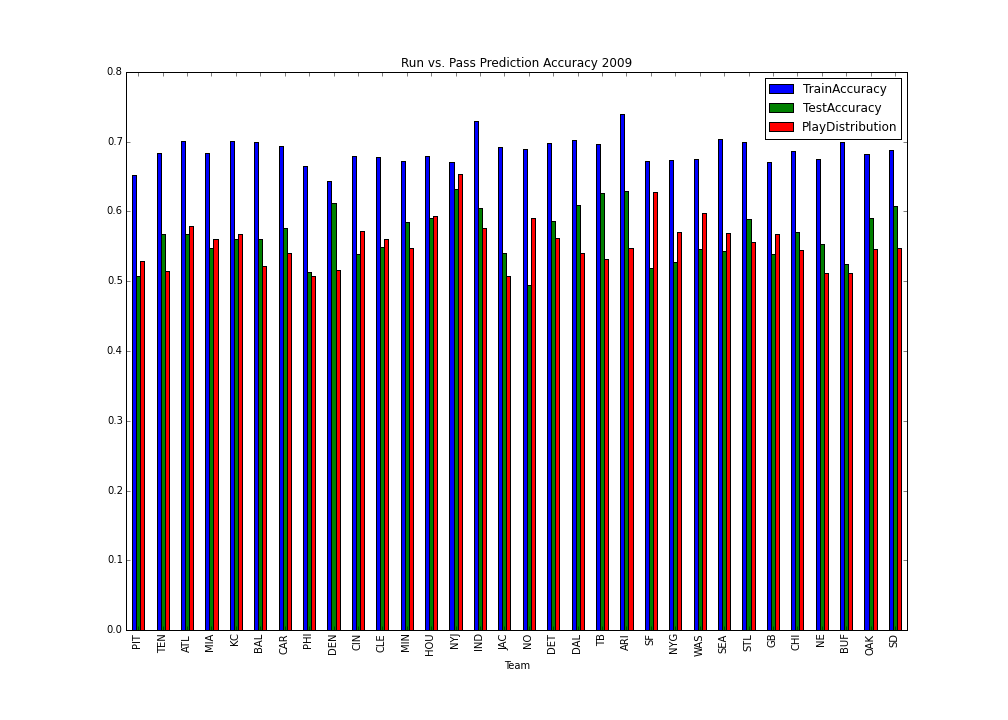 Run vs. Pass Prediction Accuracy 2009
TrainAccuracy
TestAccuracy
PlayDistribution
0.8
0.7
0.6
0.5
0.4
0.3
0.2
0.1
0.0
PIT TEN ATL MIA KC BAL CAR PHI DEN CIN CLE MIN HOU NYJ IND JAC NO DET DAL TB ARI SF NYG WAS SEA STL GB CHI NE BUF OAK SD
Team